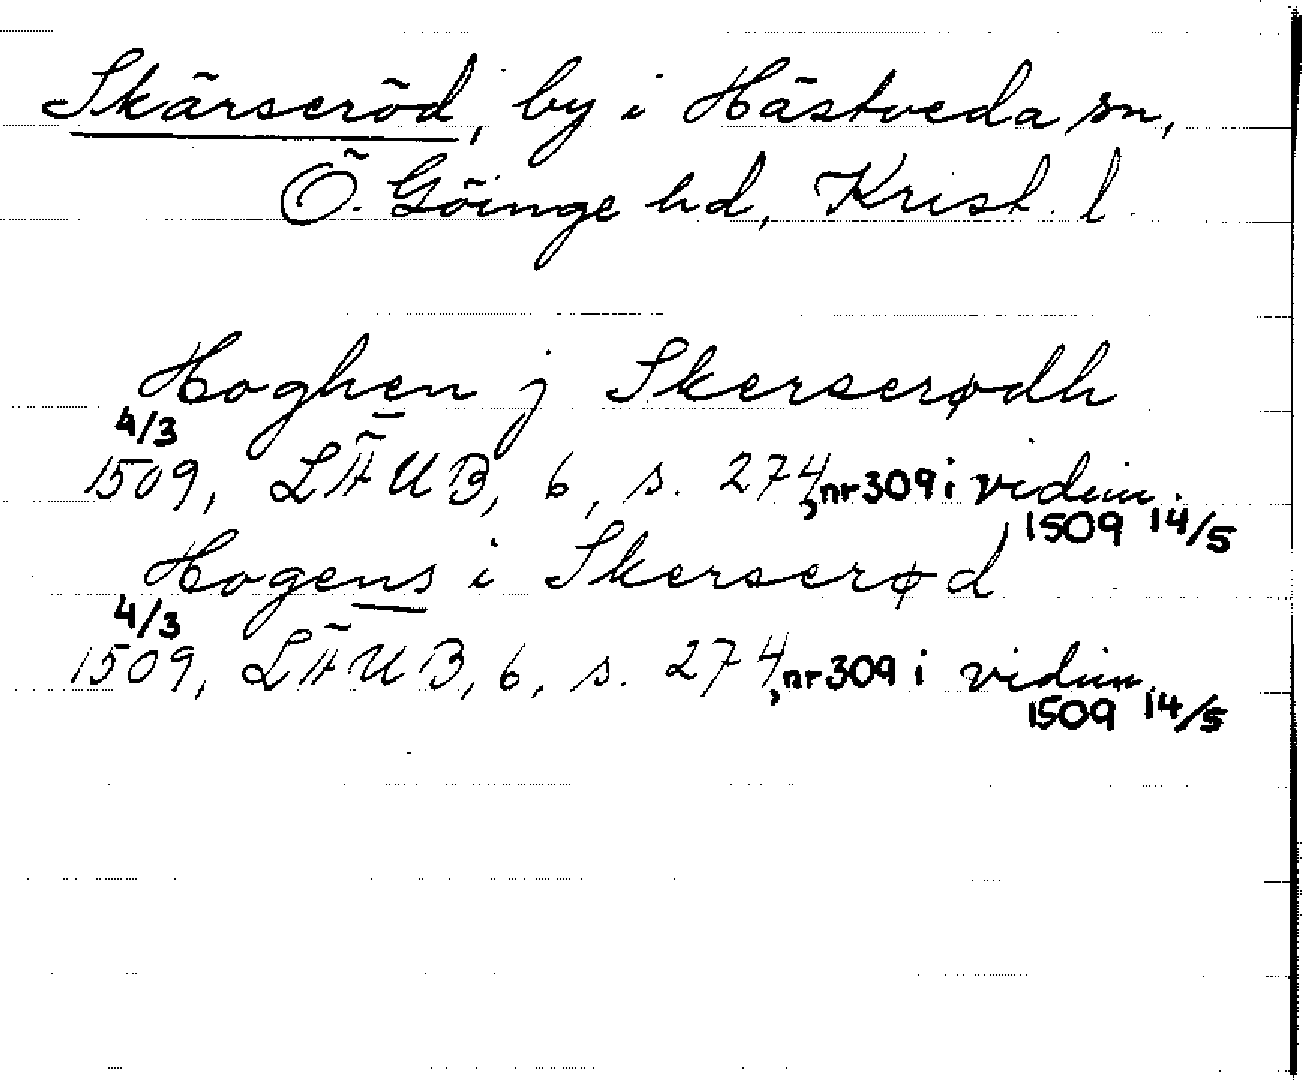 Skärseröd, by i Hästveda sn,
Ö. Göinge hd, Krist. l.
Hoghen j Skerserødh
4/3
1509, LÄUB, 6, s. 274, nr 309 i vidim.
1509 14/5
Hogens i Skerserød
4/3
1509, LÄUB, 6, s. 274, nr 309 i vidim.
1509 14/5